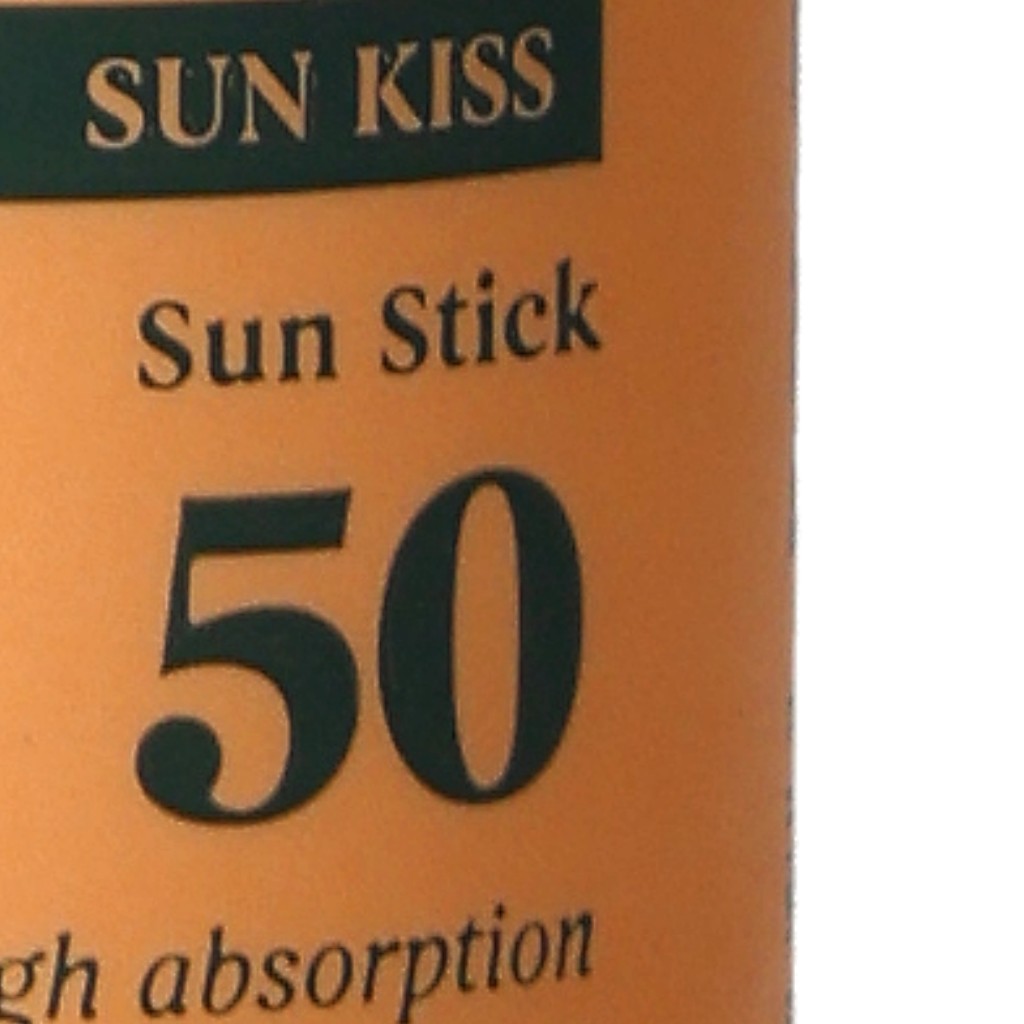 SUN KISS
Sun Stick
50
gh absorption